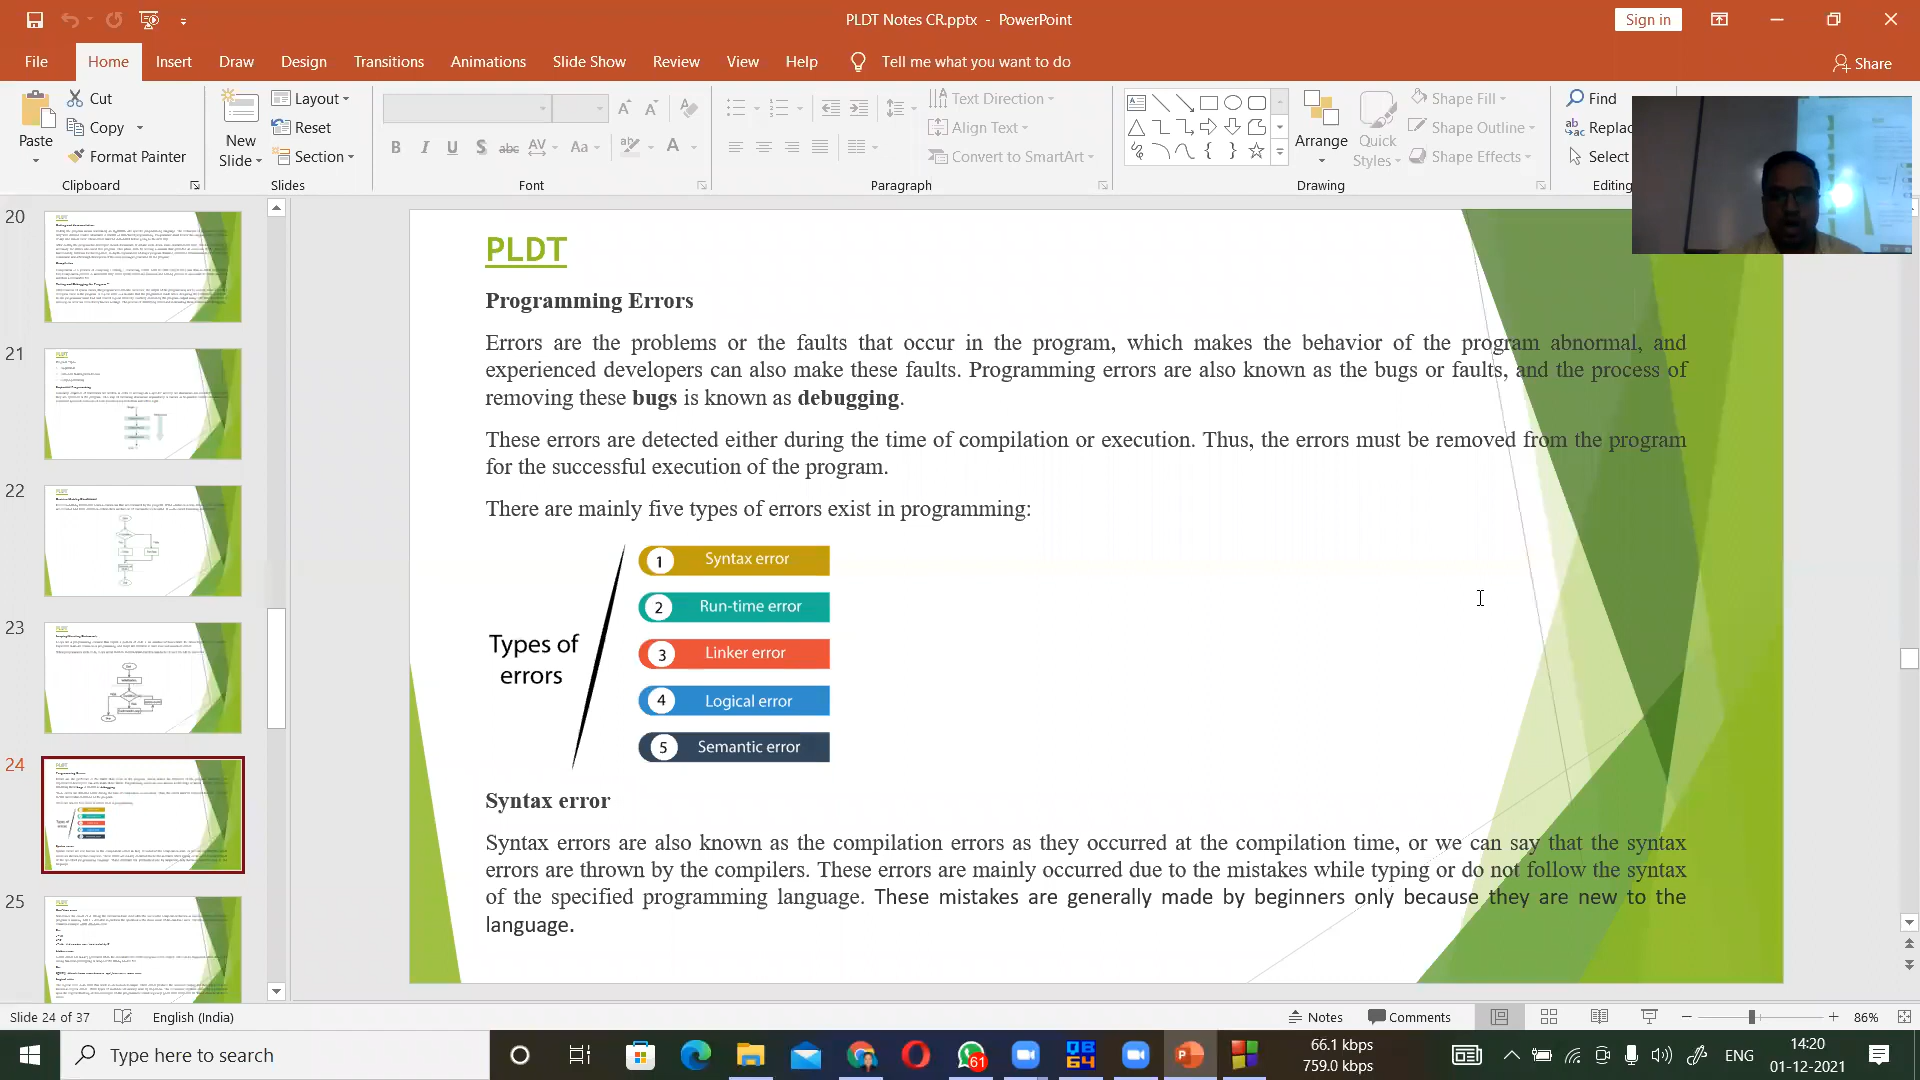 PLDT Notes CR.pptx - PowerPoint
Sign in
File Home Insert Draw Design Transitions Animations Slide Show Review View Help Tell me what you want to do Share
Paste
Cut
Copy
Format Painter
Clipboard
New Slide
Layout
Reset
Section
Slides
B I U S abc AV Aa A
Font
Text Direction
Align Text
Convert to SmartArt
Paragraph
Arrange
Quick Styles
Shape Fill
Shape Outline
Shape Effects
Drawing
Find
Replac
Select
Editing
20
21
22
23
24
25
PLDT
Programming Errors
Errors are the problems or the faults that occur in the program, which makes the behavior of the program abnormal, and
experienced developers can also make these faults. Programming errors are also known as the bugs or faults, and the process of
removing these bugs is known as debugging.
These errors are detected either during the time of compilation or execution. Thus, the errors must be removed from the program
for the successful execution of the program.
There are mainly five types of errors exist in programming:
Types of
errors
1 Syntax error
2 Run-time error
3 Linker error
4 Logical error
5 Semantic error
Syntax error
Syntax errors are also known as the compilation errors as they occurred at the compilation time, or we can say that the syntax
errors are thrown by the compilers. These errors are mainly occurred due to the mistakes while typing or do not follow the syntax
of the specified programming language. These mistakes are generally made by beginners only because they are new to the
language.
Slide 24 of 37 English (India) Notes Comments 86%
Type here to search
61
QB
64
66.1 kbps
759.0 kbps
ENG
14:20
01-12-2021